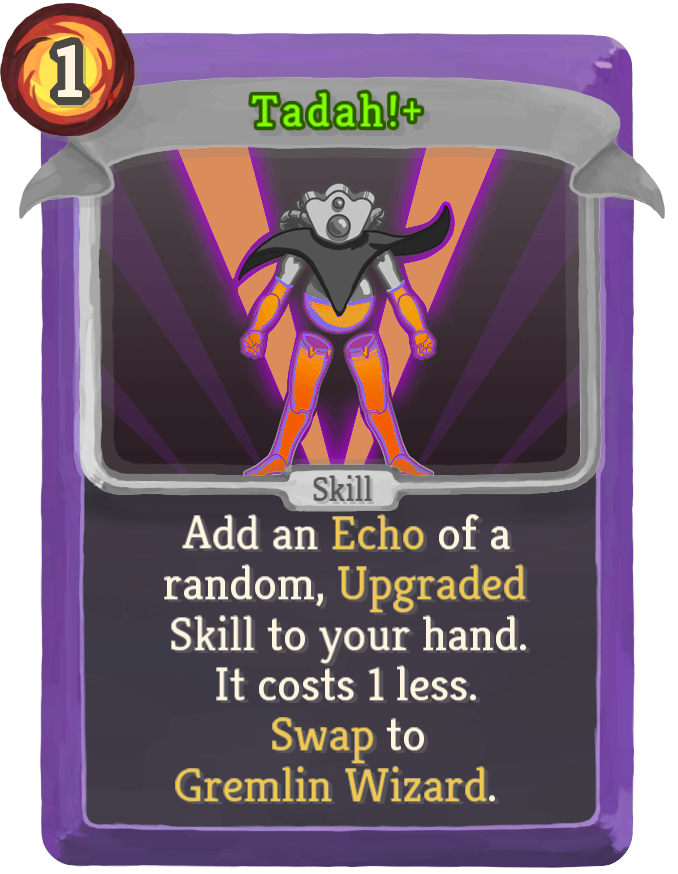 1
Tadah!+
Skill
Add an Echo of a
random, Upgraded
Skill to your hand.
It costs 1 less.
Swap to
Gremlin Wizard.